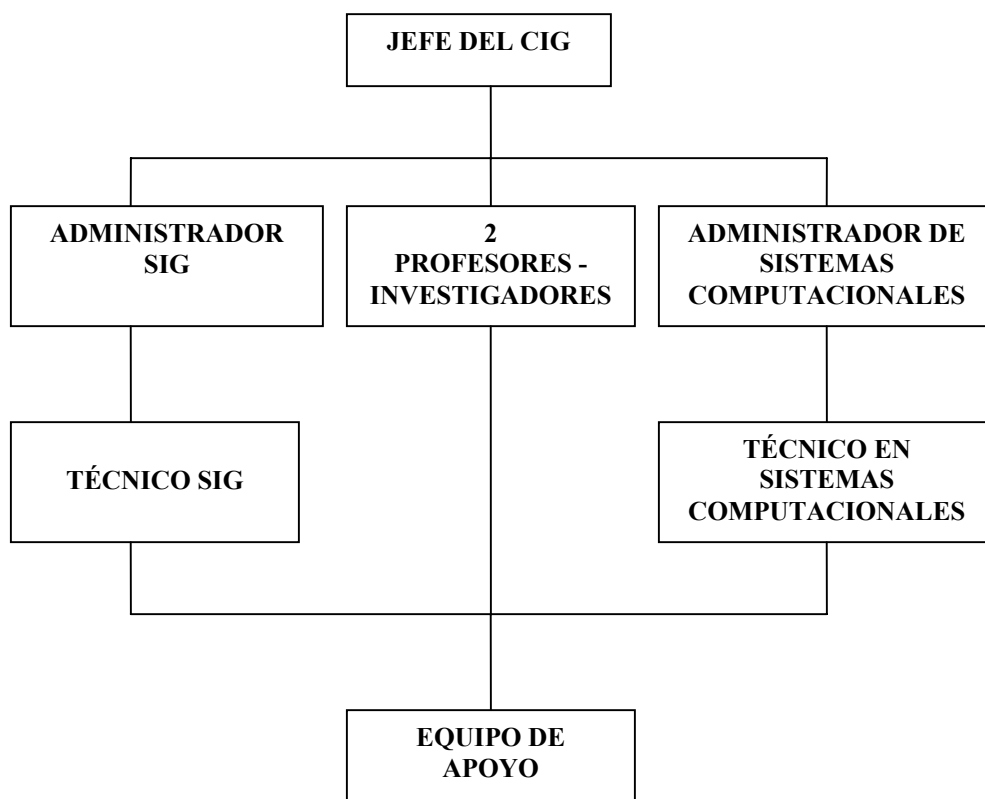 JEFE DEL CIG
ADMINISTRADOR
SIG
2
PROFESORES -
INVESTIGADORES
ADMINISTRADOR DE
SISTEMAS
COMPUTACIONALES
TÉCNICO SIG
TÉCNICO EN
SISTEMAS
COMPUTACIONALES
EQUIPO DE
APOYO